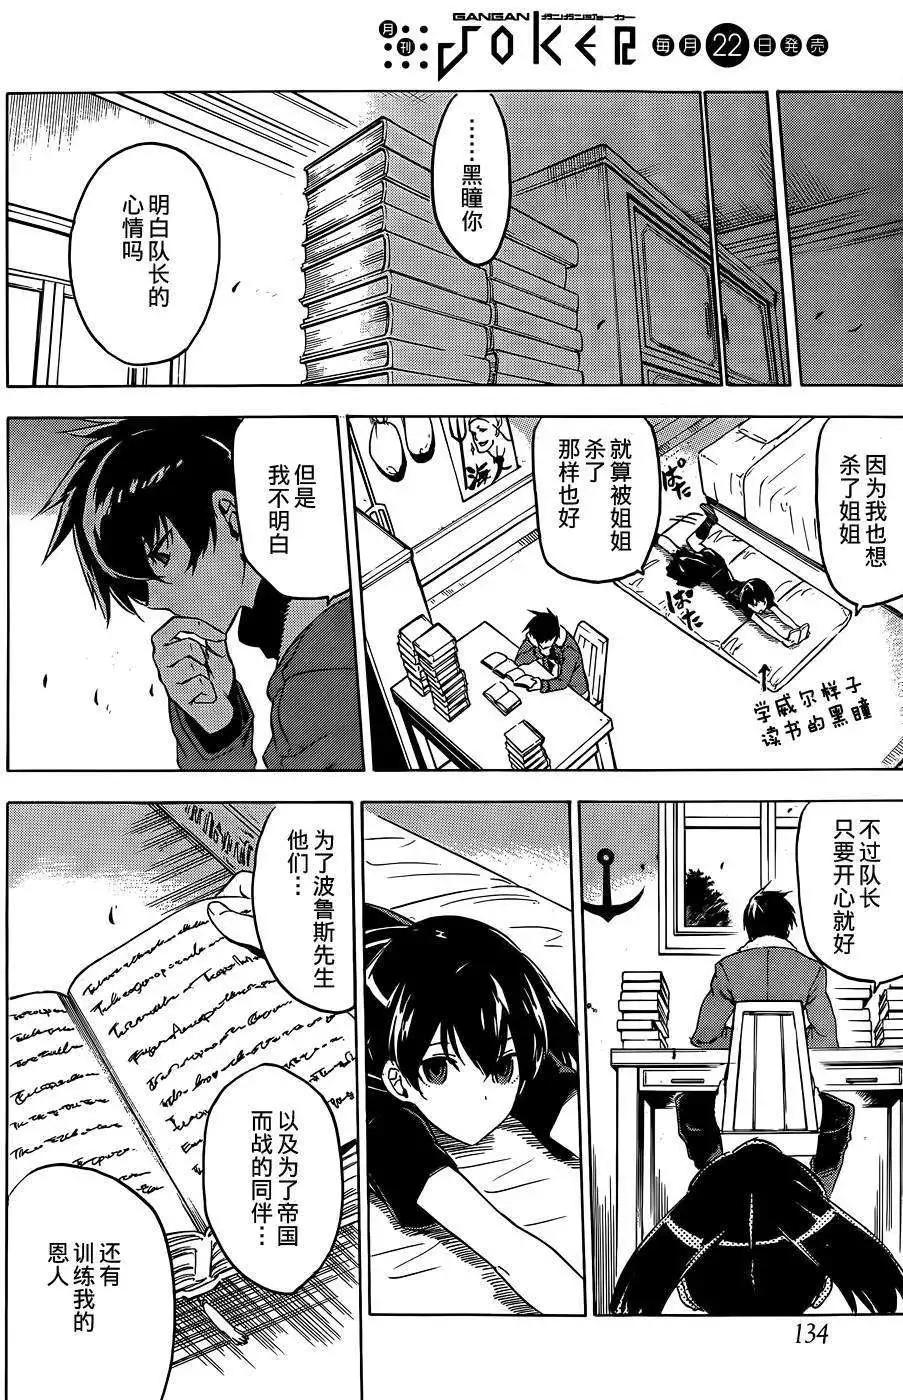 月刊
GANGAN
ガンガンジョーカー
JOKER
毎月22日発売
……黑瞳你
明白队长的
心情吗
因为我也想
杀了姐姐
就算被姐姐
杀了
那样也好
海人
ぱた
ぱた
↑
学威尔样子
读书的黑瞳
但是
我不明白
不过队长
只要开心就好
为了波鲁斯先生
他们…
以及为了帝国
而战的同伴…
还有
训练我的
恩人
134